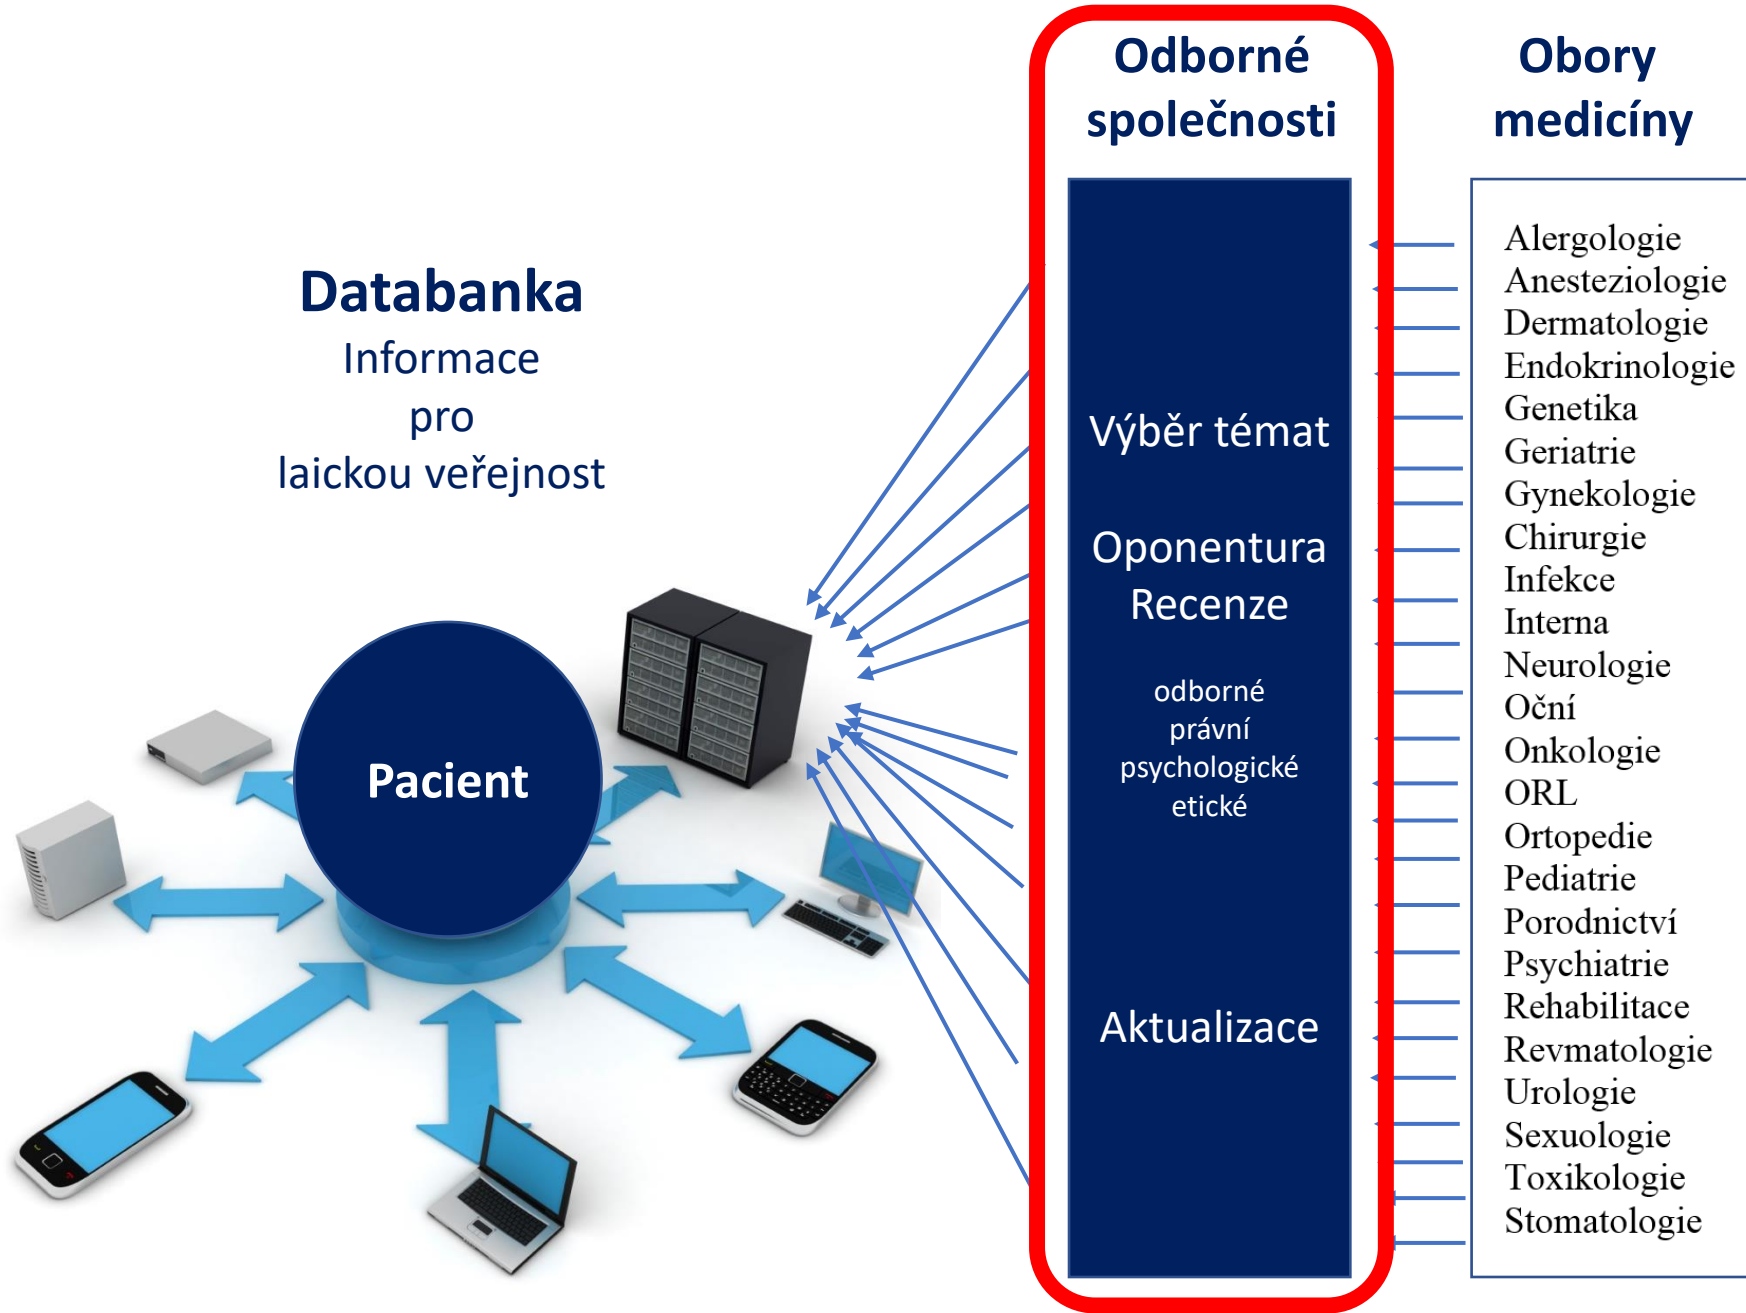 Databanka
Informace
pro
laickou veřejnost
Pacient
Odborné
společnosti
Výběr témat
Oponentura
Recenze
odborné
právní
psychologické
etické
Aktualizace
Obory
medicíny
Alergologie
Anesteziologie
Dermatologie
Endokrinologie
Genetika
Geriatrie
Gynekologie
Chirurgie
Infekce
Interna
Neurologie
Oční
Onkologie
ORL
Ortopedie
Pediatrie
Porodnictví
Psychiatrie
Rehabilitace
Revmatologie
Urologie
Sexuologie
Toxikologie
Stomatologie